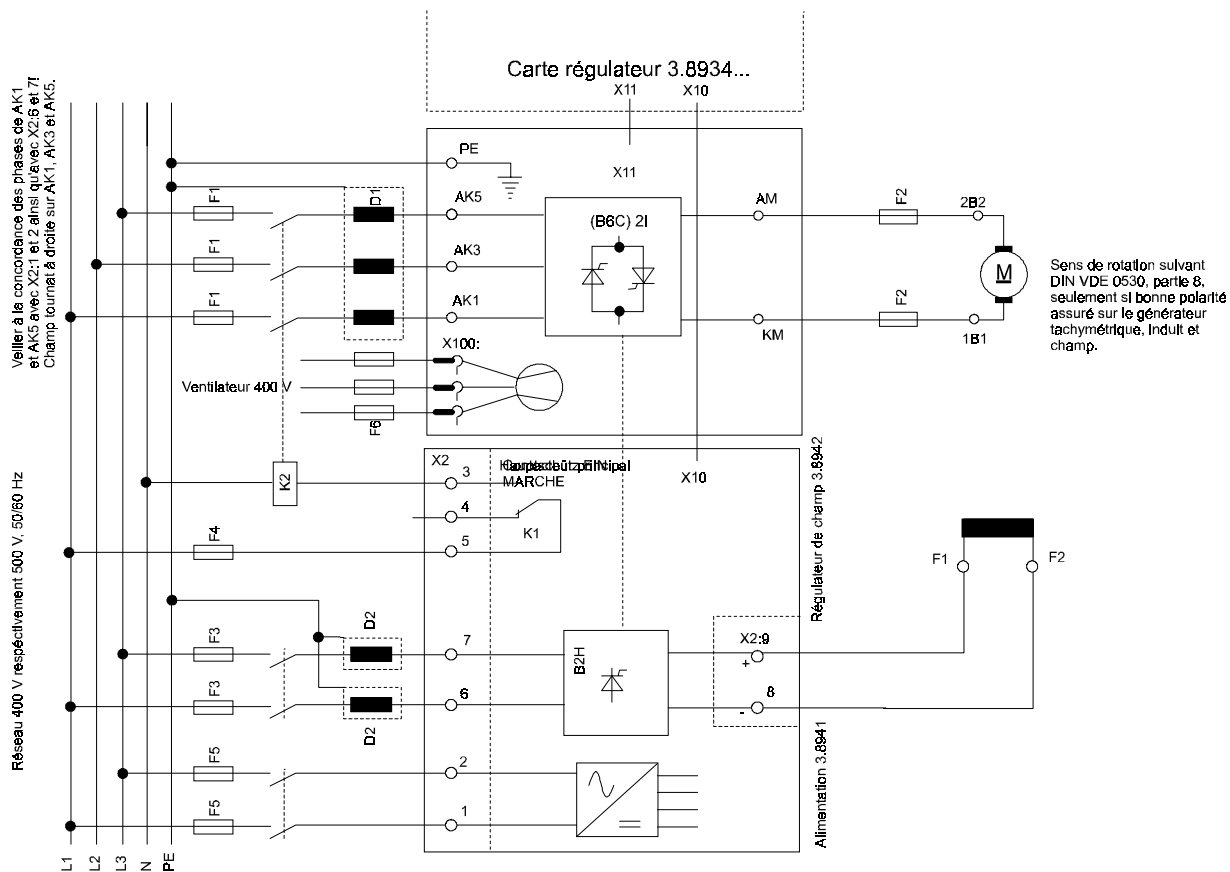 Carte régulateur 3.8934...
X11
X10
Veiller à la concordance des phases de AK1
et AK5 avec X2:1 et 2 ainsi qu'avec X2:6 et 7!
Champ tournat à droite sur AK1, AK3 et AK5.
PE
X11
F1
D1
AK5
(B6C) 2I
AM
F2
2B2
F1
AK3
M
F1
AK1
F2
KM
1B1
Sens de rotation suivant
DIN VDE 0530, partie 8,
seulement si bonne polarité
assuré sur le générateur
tachymétrique, induit et
champ.
X100:
Ventilateur 400 V
F6
Réseau 400 V respéctivement 500 V, 50/60 Hz
K2
X2
3
MARCHE
X10
4
K1
5
F4
Régulateur de champ 3.8942
F1
F2
D2
F3
7
B2H
X2:9
+
F3
6
8
-
D2
Alimentation 3.8941
F5
2
F5
1
L1
L2
L3
N
PE